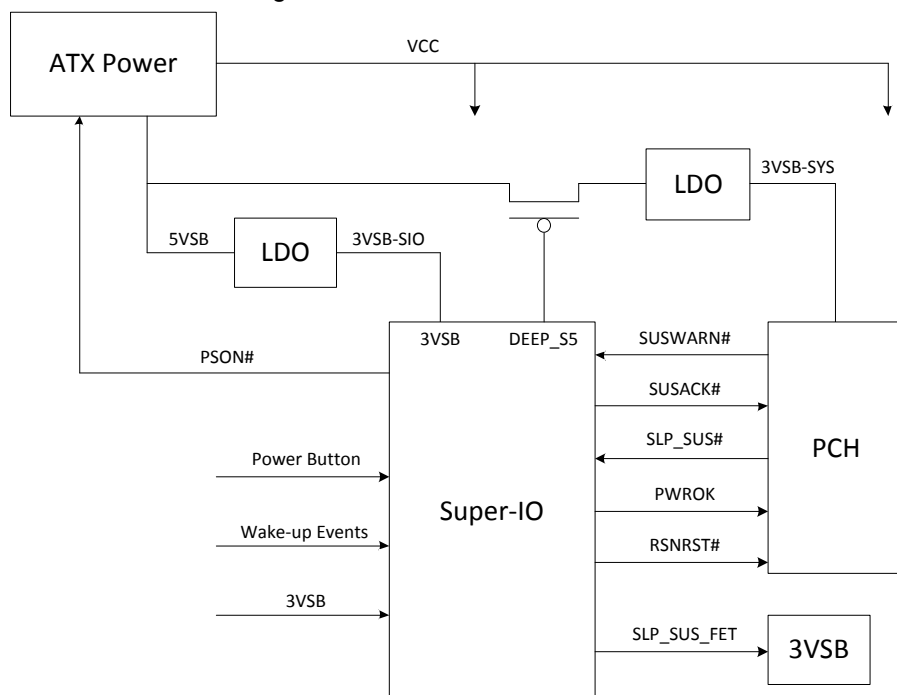 VCC
ATX Power
LDO
3VSB-SYS
5VSB
LDO
3VSB-SIO
3VSB
DEEP_S5
PSON#
SUSWARN#
SUSACK#
SLP_SUS#
PCH
Power Button
PWROK
Super-IO
Wake-up Events
RSNRST#
3VSB
SLP_SUS_FET
3VSB